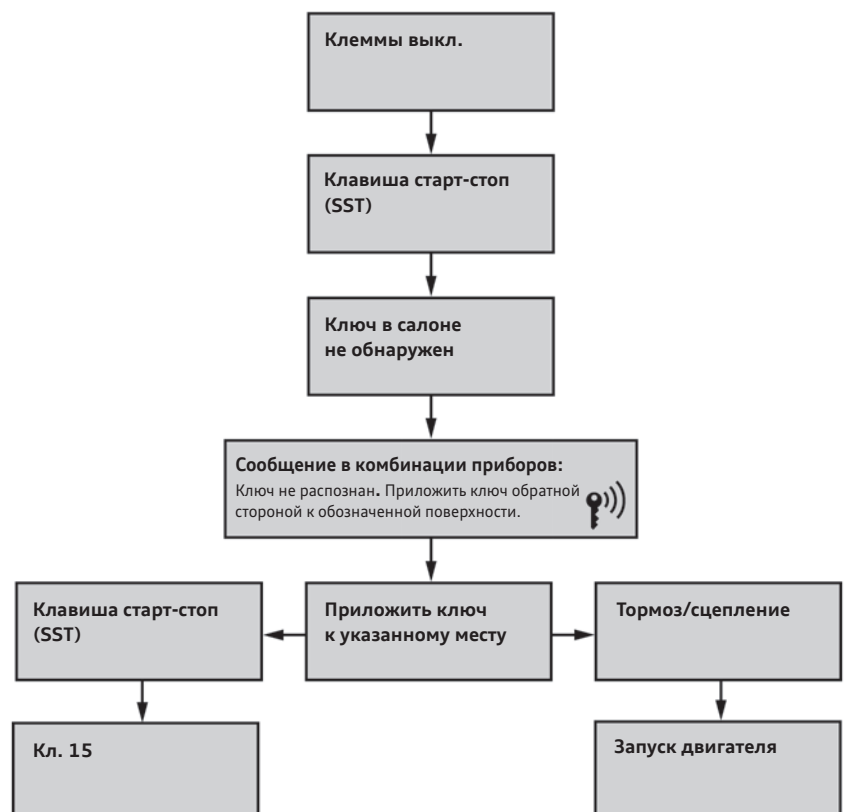 Клеммы выкл.
Клавиша старт-стоп
(SST)
Ключ в салоне
не обнаружен
Сообщение в комбинации приборов:
Ключ не распознан. Приложить ключ обратной
стороной к обозначенной поверхности.
Клавиша старт-стоп
(SST)
Приложить ключ
к указанному месту
Тормоз/сцепление
Кл. 15
Запуск двигателя